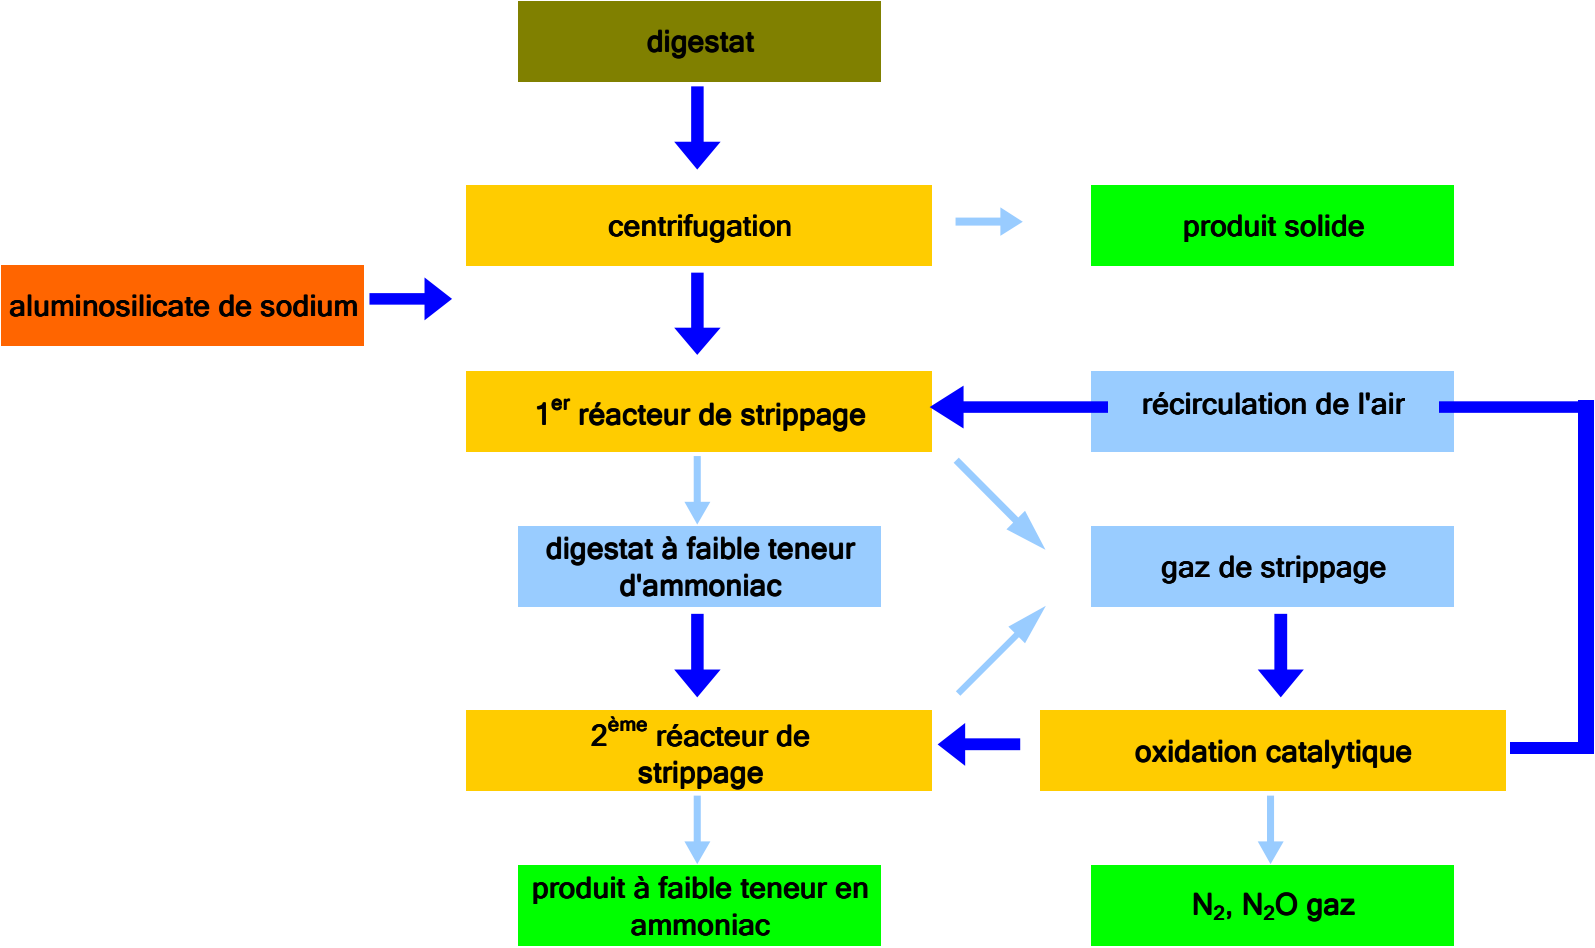 digestat
centrifugation
produit solide
aluminosilicate de sodium
1er réacteur de strippage
récirculation de l'air
digestat à faible teneur
d'ammoniac
gaz de strippage
2ème réacteur de
strippage
oxidation catalytique
produit à faible teneur en
ammoniac
N₂, N₂O gaz